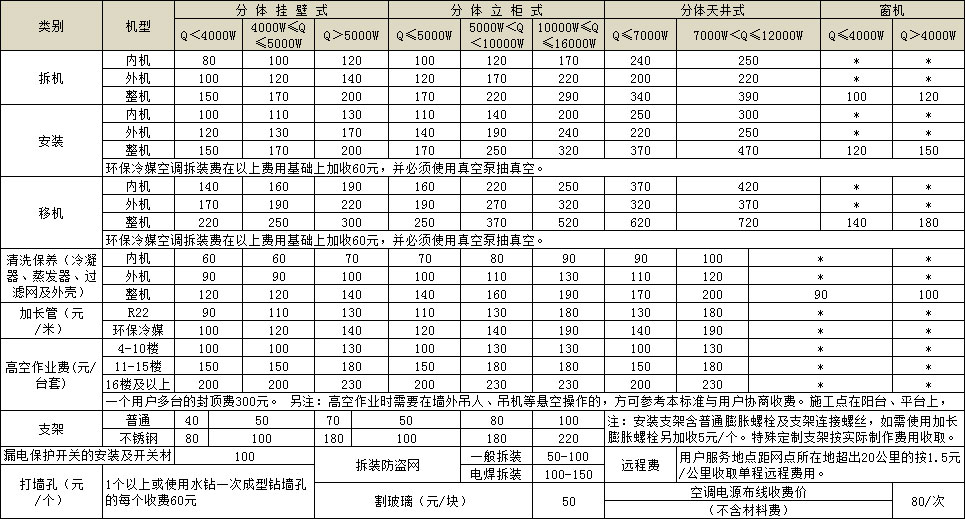 类别 机型 分 体 挂 壁 式 分 体 立 柜 式 分体天井式 窗机
Q＜4000W 4000W≤Q≤5000W Q＞5000W Q≤5000W 5000W＜Q＜10000W 10000W≤Q≤16000W Q≤7000W 7000W＜Q≤12000W Q≤4000W Q＞4000W
拆机 内机 80 100 120 100 120 170 240 250 * *
外机 100 120 140 120 170 220 200 220 * *
整机 150 170 200 170 220 290 340 390 100 120
安装 内机 100 110 130 110 140 200 250 300 * *
外机 120 130 170 140 190 240 220 250 * *
整机 150 170 200 170 250 320 370 470 120 150
环保冷媒空调拆装费在以上费用基础上加收60元，并必须使用真空泵抽真空。
移机 内机 140 160 190 160 220 250 370 420 * *
外机 170 190 220 190 270 320 320 370 * *
整机 220 250 300 250 370 520 620 720 140 180
环保冷媒空调拆装费在以上费用基础上加收60元，并必须使用真空泵抽真空。
清洗保养（冷凝器、蒸发器、过滤网及外壳） 内机 60 60 70 70 80 90 90 100 * *
外机 90 90 100 100 110 130 110 120 * *
整机 120 120 140 140 160 190 170 200 90 100
加长管（元/米） R22 90 110 130 110 130 180 130 180 * *
环保冷媒 100 120 140 120 140 190 140 190 * *
高空作业费(元/台套) 4-10楼 100 100 130 100 130 130 100 130 * *
11-15楼 150 150 180 150 180 180 150 180 * *
16楼及以上 200 200 230 200 230 230 200 230 * *
一个用户多台的封顶费300元。 另注：高空作业时需要在墙外吊人、吊机等悬空操作的，方可参考本标准与用户协商收费。施工点在阳台、平台上，
支架 普通 40 50 70 50 80 100 注：安装支架含普通膨胀螺栓及支架连接螺丝，如需使用加长
不锈钢 80 100 180 100 180 220 膨胀螺栓另加收5元/个。特殊定制支架按实际制作费用收取。
漏电保护开关的安装及开关材 100 拆装防盗网 一般拆装 50-100 远程费 用户服务地点距网点所在地超出20公里的按1.5元
电焊拆装 100-150 /公里收取单程远程费用。
打墙孔（元/个） 1个以上或使用水钻一次成型钻墙孔的每个收费60元 割玻璃（元/块） 50 空调电源布线收费价 80/次
（不含材料费）